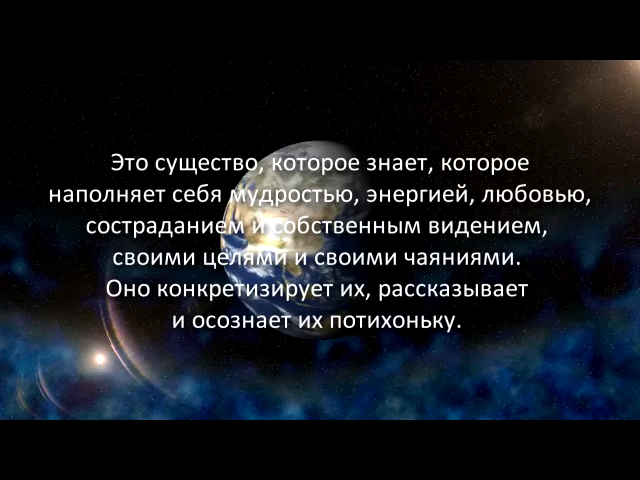 Это существо, которое знает, которое
наполняет себя мудростью, энергией, любовью,
состраданием и собственным видением,
своими целями и своими чаяниями.
Оно конкретизирует их, рассказывает
и осознает их потихоньку.